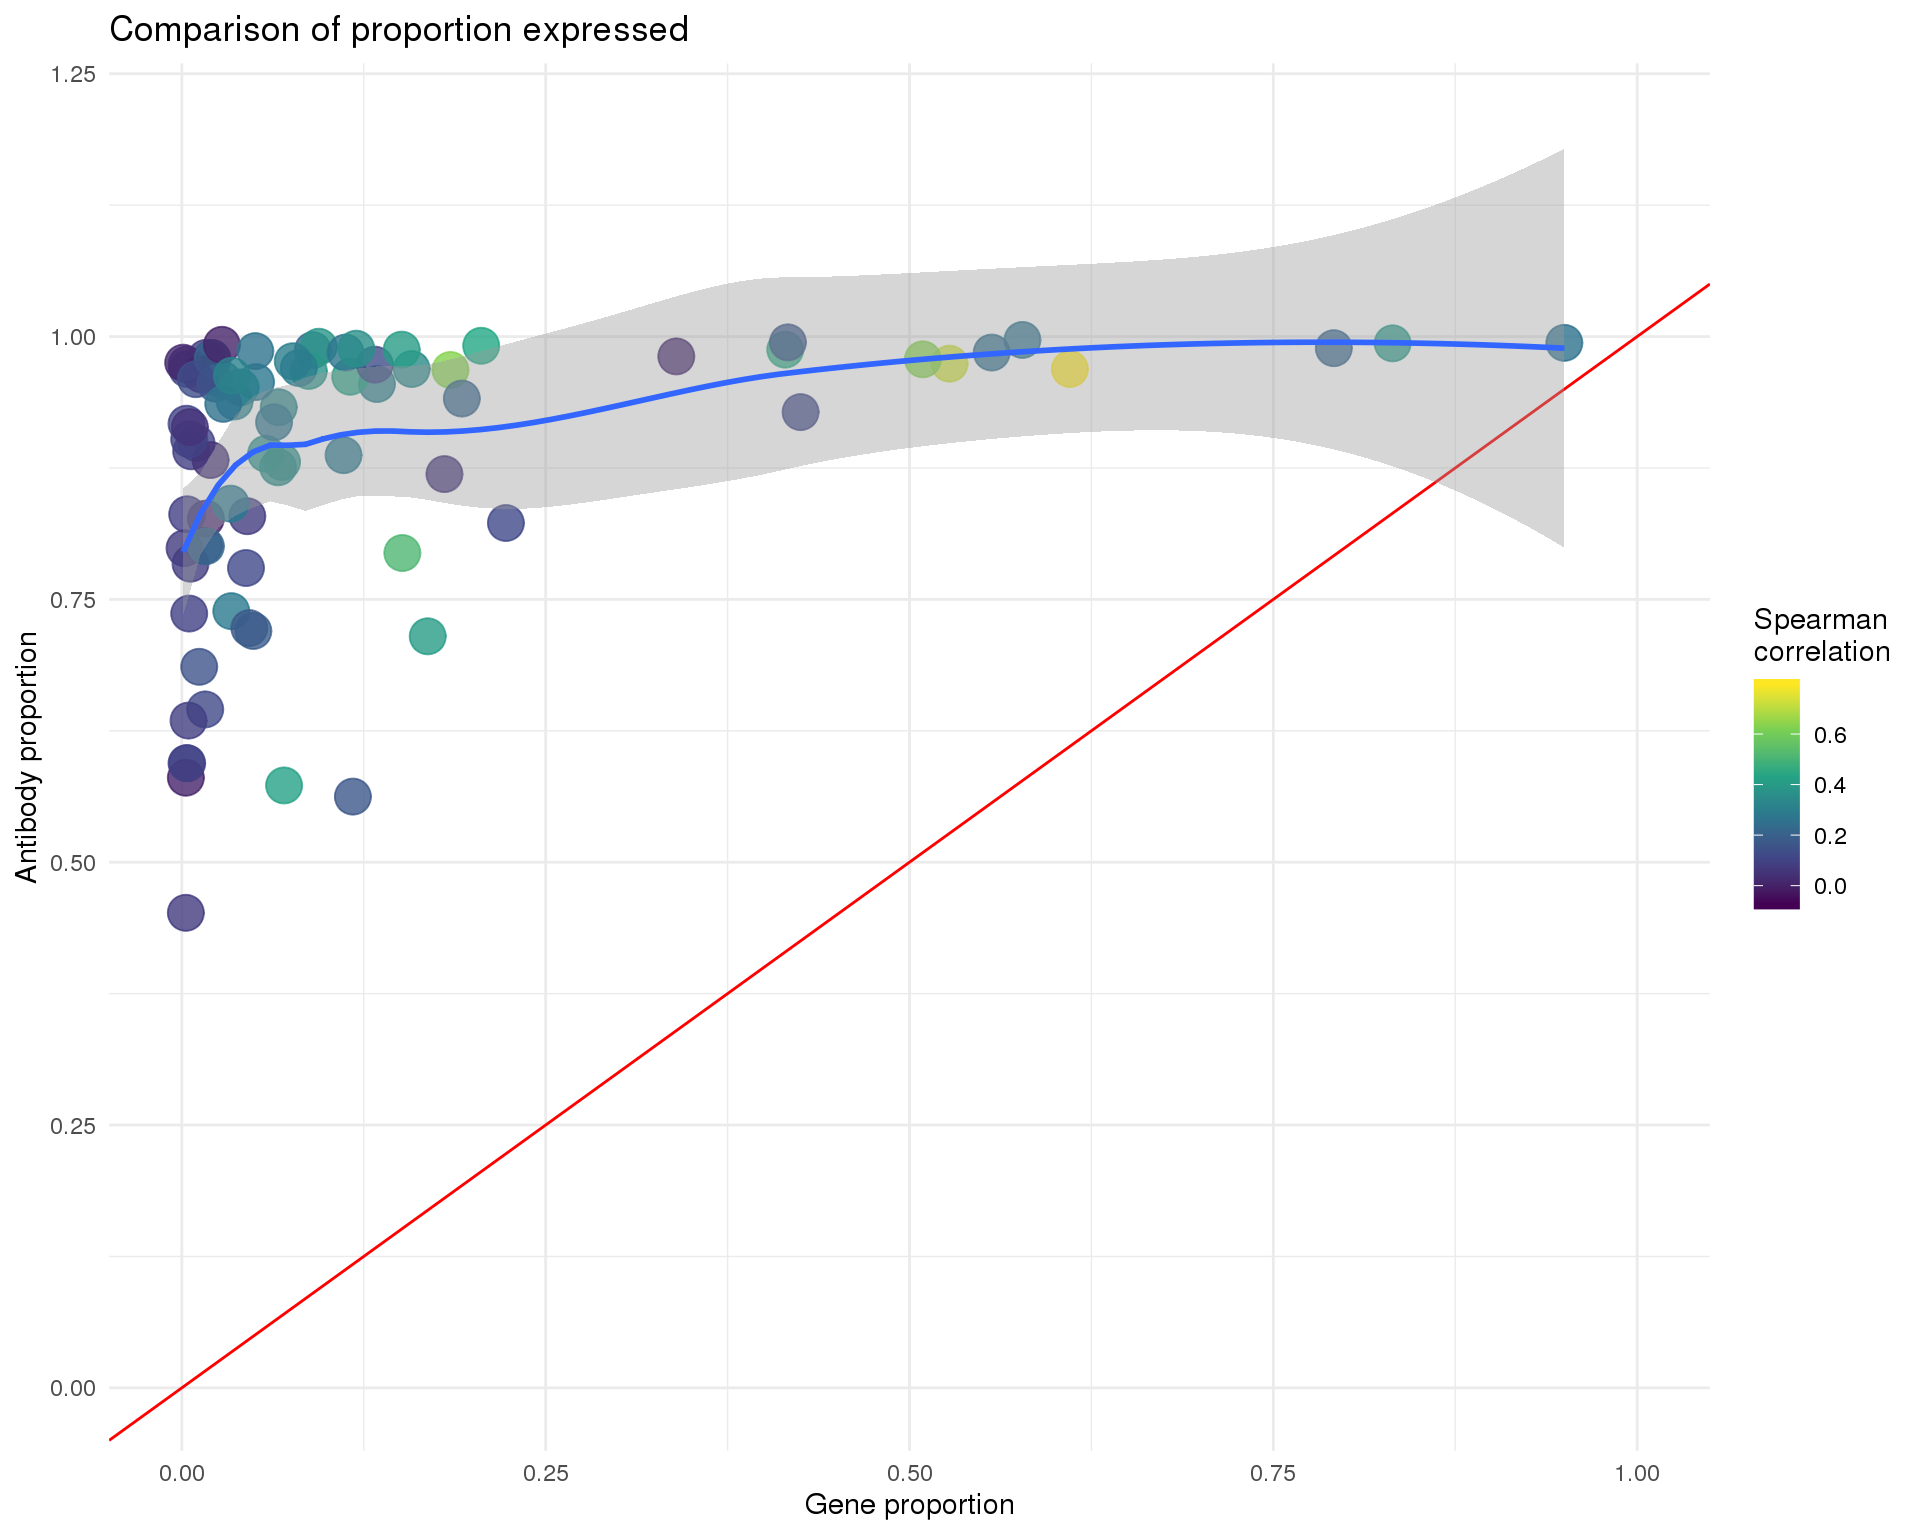 Comparison of proportion expressed
1.25
1.00
0.75
0.50
0.25
0.00
Antibody proportion
0.00 0.25 0.50 0.75 1.00
Gene proportion
Spearman
correlation
0.6
0.4
0.2
0.0